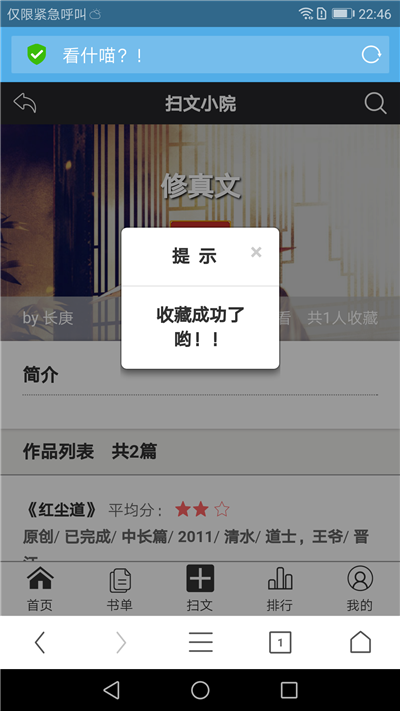 仅限紧急呼叫 22:46
看什喵?!
扫文小院
修真文
提 示 ×
收藏成功了
哟!!
by 长庚 看 共1人收藏
简介
作品列表 共2篇
《红尘道》 平均分: ★★☆
原创/ 已完成/ 中长篇/ 2011/ 清水/ 道士,王爷/ 晋
江
首页 书单 扫文 排行 我的
1